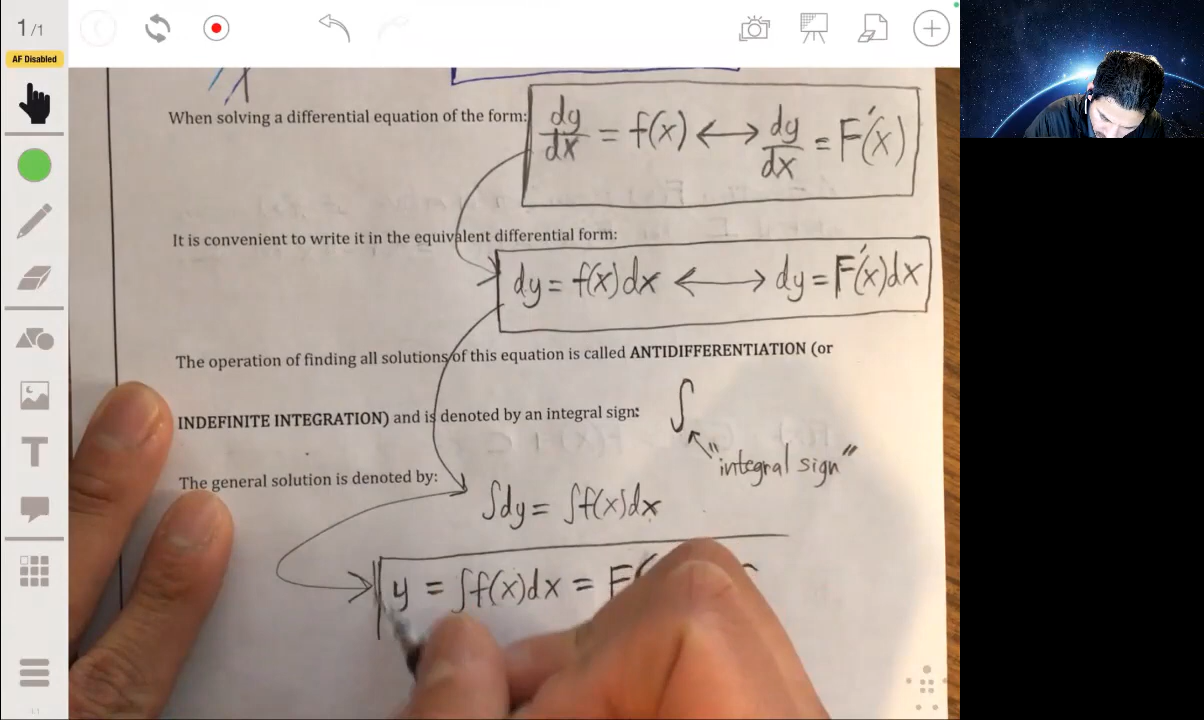 1/1
AF Disabled
When solving a differential equation of the form: dy/dx = f(x) ⟷ dy/dx = F'(x)
It is convenient to write it in the equivalent differential form:
dy = f(x)dx ⟷ dy = F'(x)dx
The operation of finding all solutions of this equation is called ANTIDIFFERENTIATION (or
INDEFINITE INTEGRATION) and is denoted by an integral sign: ∫
"integral sign"
The general solution is denoted by:
∫dy = ∫f(x)dx
y = ∫f(x)dx = F(
T
1:1